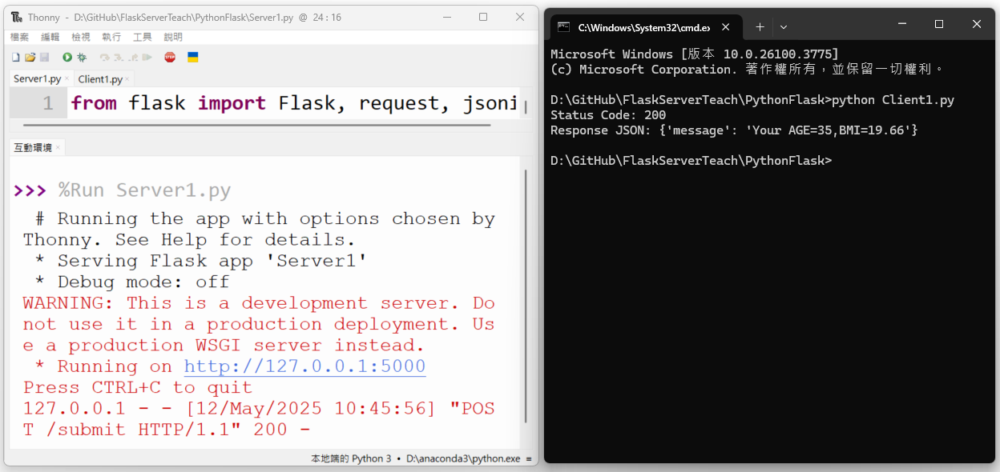 Thonny - D:\GitHub\FlaskServerTeach\PythonFlask\Server1.py @ 24 : 16
檔案 編輯 檢視 執行 工具 說明
STOP
Server1.py × Client1.py ×
1 from flask import Flask, request, jsoni
互動環境 ×
>>> %Run Server1.py
# Running the app with options chosen by
Thonny. See Help for details.
* Serving Flask app 'Server1'
* Debug mode: off
WARNING: This is a development server. Do
not use it in a production deployment. Us
e a production WSGI server instead.
* Running on http://127.0.0.1:5000
Press CTRL+C to quit
127.0.0.1 - - [12/May/2025 10:45:56] "POS
T /submit HTTP/1.1" 200 -
本地端的 Python 3 • D:\anaconda3\python.exe ≡
C:\Windows\System32\cmd.ex
Microsoft Windows [版本 10.0.26100.3775]
(c) Microsoft Corporation. 著作權所有，並保留一切權利。
D:\GitHub\FlaskServerTeach\PythonFlask>python Client1.py
Status Code: 200
Response JSON: {'message': 'Your AGE=35,BMI=19.66'}
D:\GitHub\FlaskServerTeach\PythonFlask>